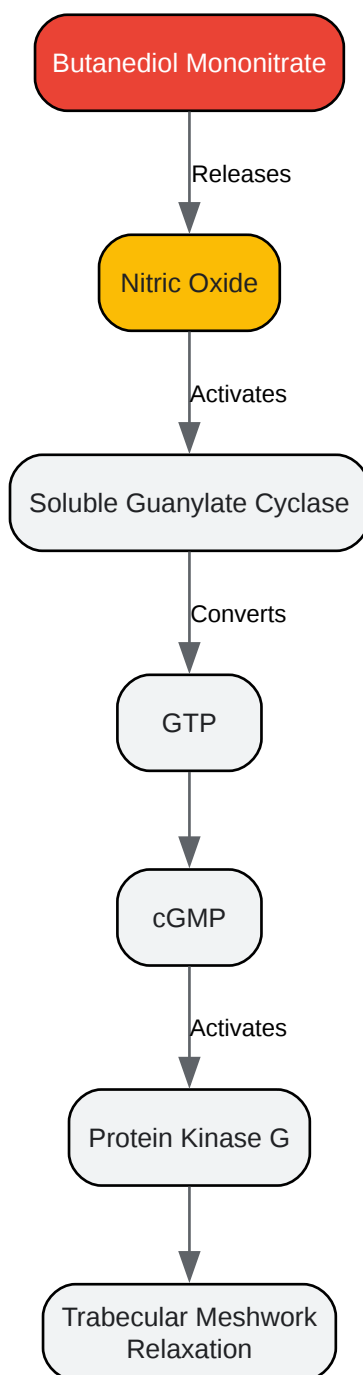 Butanediol Mononitrate
Releases
Nitric Oxide
Activates
Soluble Guanylate Cyclase
Converts
GTP
cGMP
Activates
Protein Kinase G
Trabecular Meshwork
Relaxation